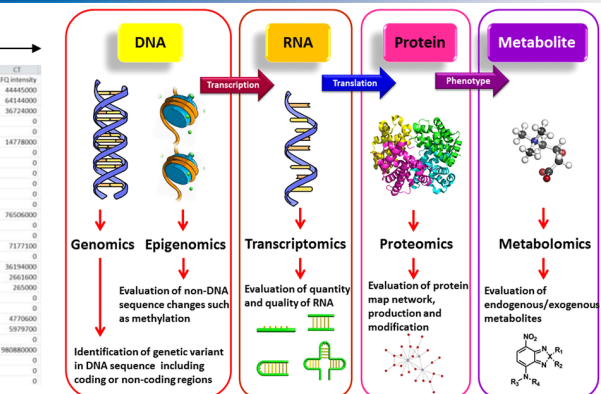 CT
FQ intensity
44445000
64144000
36724000
0
0
14778000
0
0
0
0
0
76506000
0
0
7177100
0
36194000
2661600
265000
0
0
4770600
5979700
0
980880000
0
0
DNA
RNA
Protein
Metabolite
Transcription
Translation
Phenotype
Genomics
Epigenomics
Transcriptomics
Proteomics
Metabolomics
Evaluation of non-DNA
sequence changes such
as methylation
Identification of genetic variant
in DNA sequence including
coding or non-coding regions
Evaluation of quantity
and quality of RNA
Evaluation of protein
map network,
production and
modification
Evaluation of
endogenous/exogenous
metabolites
NO₂
N
X
N
R₁
R₂
R₃
N
R₄